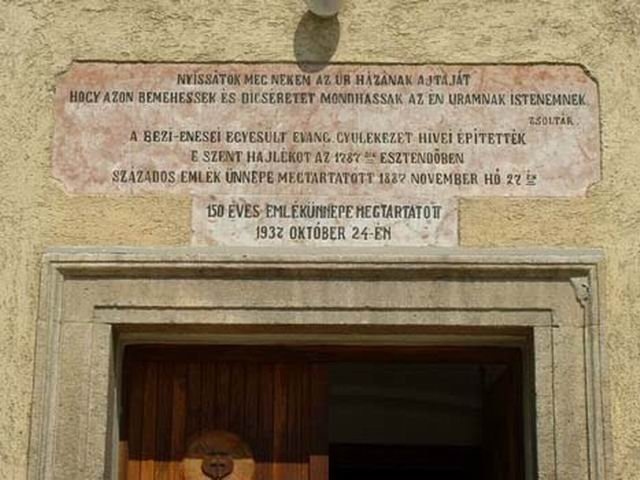 NYISSÁTOK MEG NEKEM AZ ÚR HÁZÁNAK AJTAJÁT
HOGY AZON BEMEHESSEK ÉS DICSÉRETET MONDHASSAK AZ ÉN URAMNAK ISTENEMNEK.
ZSOLTÁR.
A BEZI-ENESEI EGYESÜLT EVANG. GYÜLEKEZET HÍVEI ÉPÍTETTÉK
E SZENT HAJLÉKOT AZ 1787 IK ESZTENDŐBEN
SZÁZADOS EMLÉK ÜNNEPE MEGTARTATOTT 1887 NOVEMBER HÓ 27 ÉN
150 ÉVES EMLÉKÜNNEPE MEGTARTATOTT
1937 OKTÓBER 24-ÉN